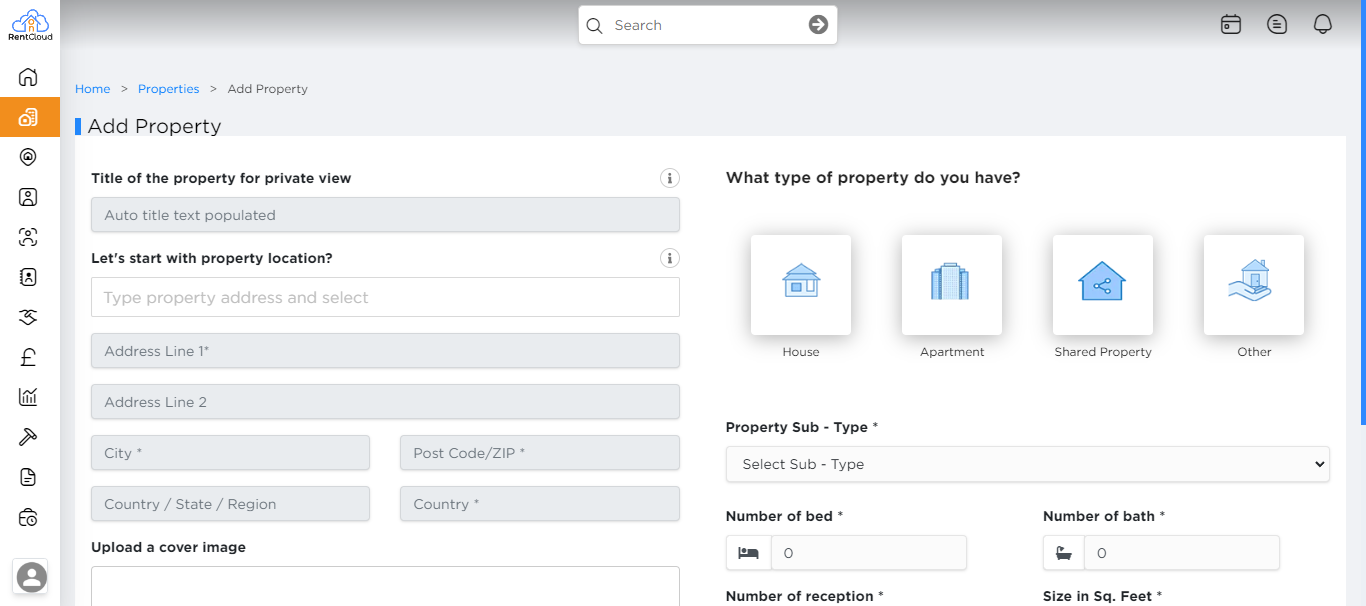 RentCloud
Search
Home > Properties > Add Property
Add Property
Title of the property for private view
Auto title text populated
Let's start with property location?
Type property address and select
Address Line 1*
Address Line 2
City *
Post Code/ZIP *
Country / State / Region
Country *
Upload a cover image
What type of property do you have?
House
Apartment
Shared Property
Other
Property Sub - Type *
Select Sub - Type
Number of bed *
Number of bath *
0
0
Number of reception *
Size in Sq. Feet *